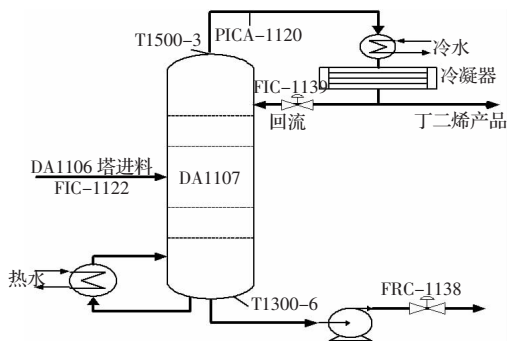 T1500-3
PICA-1120
冷水
冷凝器
FIC-1139
回流
丁二烯产品
DA1106 塔进料
FIC-1122
DA1107
热水
T1300-6
FRC-1138